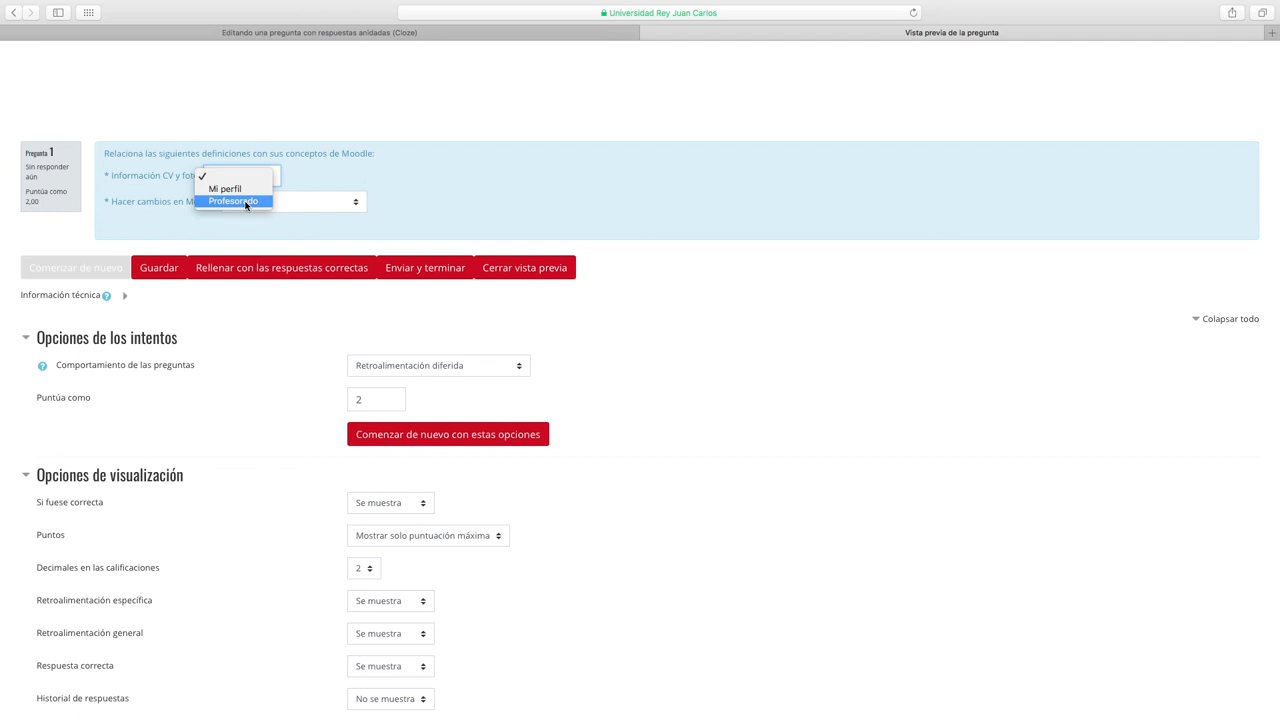 Universidad Rey Juan Carlos
Editando una pregunta con respuestas anidadas (Cloze)
Vista previa de la pregunta
Pregunta 1
Sin responder
aún
Puntúa como
2,00
Relaciona las siguientes definiciones con sus conceptos de Moodle:
* Información CV y foto
Mi perfil
Profesorado
* Hacer cambios en M
Comenzar de nuevo
Guardar
Rellenar con las respuestas correctas
Enviar y terminar
Cerrar vista previa
Información técnica
Colapsar todo
Opciones de los intentos
Comportamiento de las preguntas
Retroalimentación diferida
Puntúa como
2
Comenzar de nuevo con estas opciones
Opciones de visualización
Si fuese correcta
Se muestra
Puntos
Mostrar solo puntuación máxima
Decimales en las calificaciones
2
Retroalimentación específica
Se muestra
Retroalimentación general
Se muestra
Respuesta correcta
Se muestra
Historial de respuestas
No se muestra